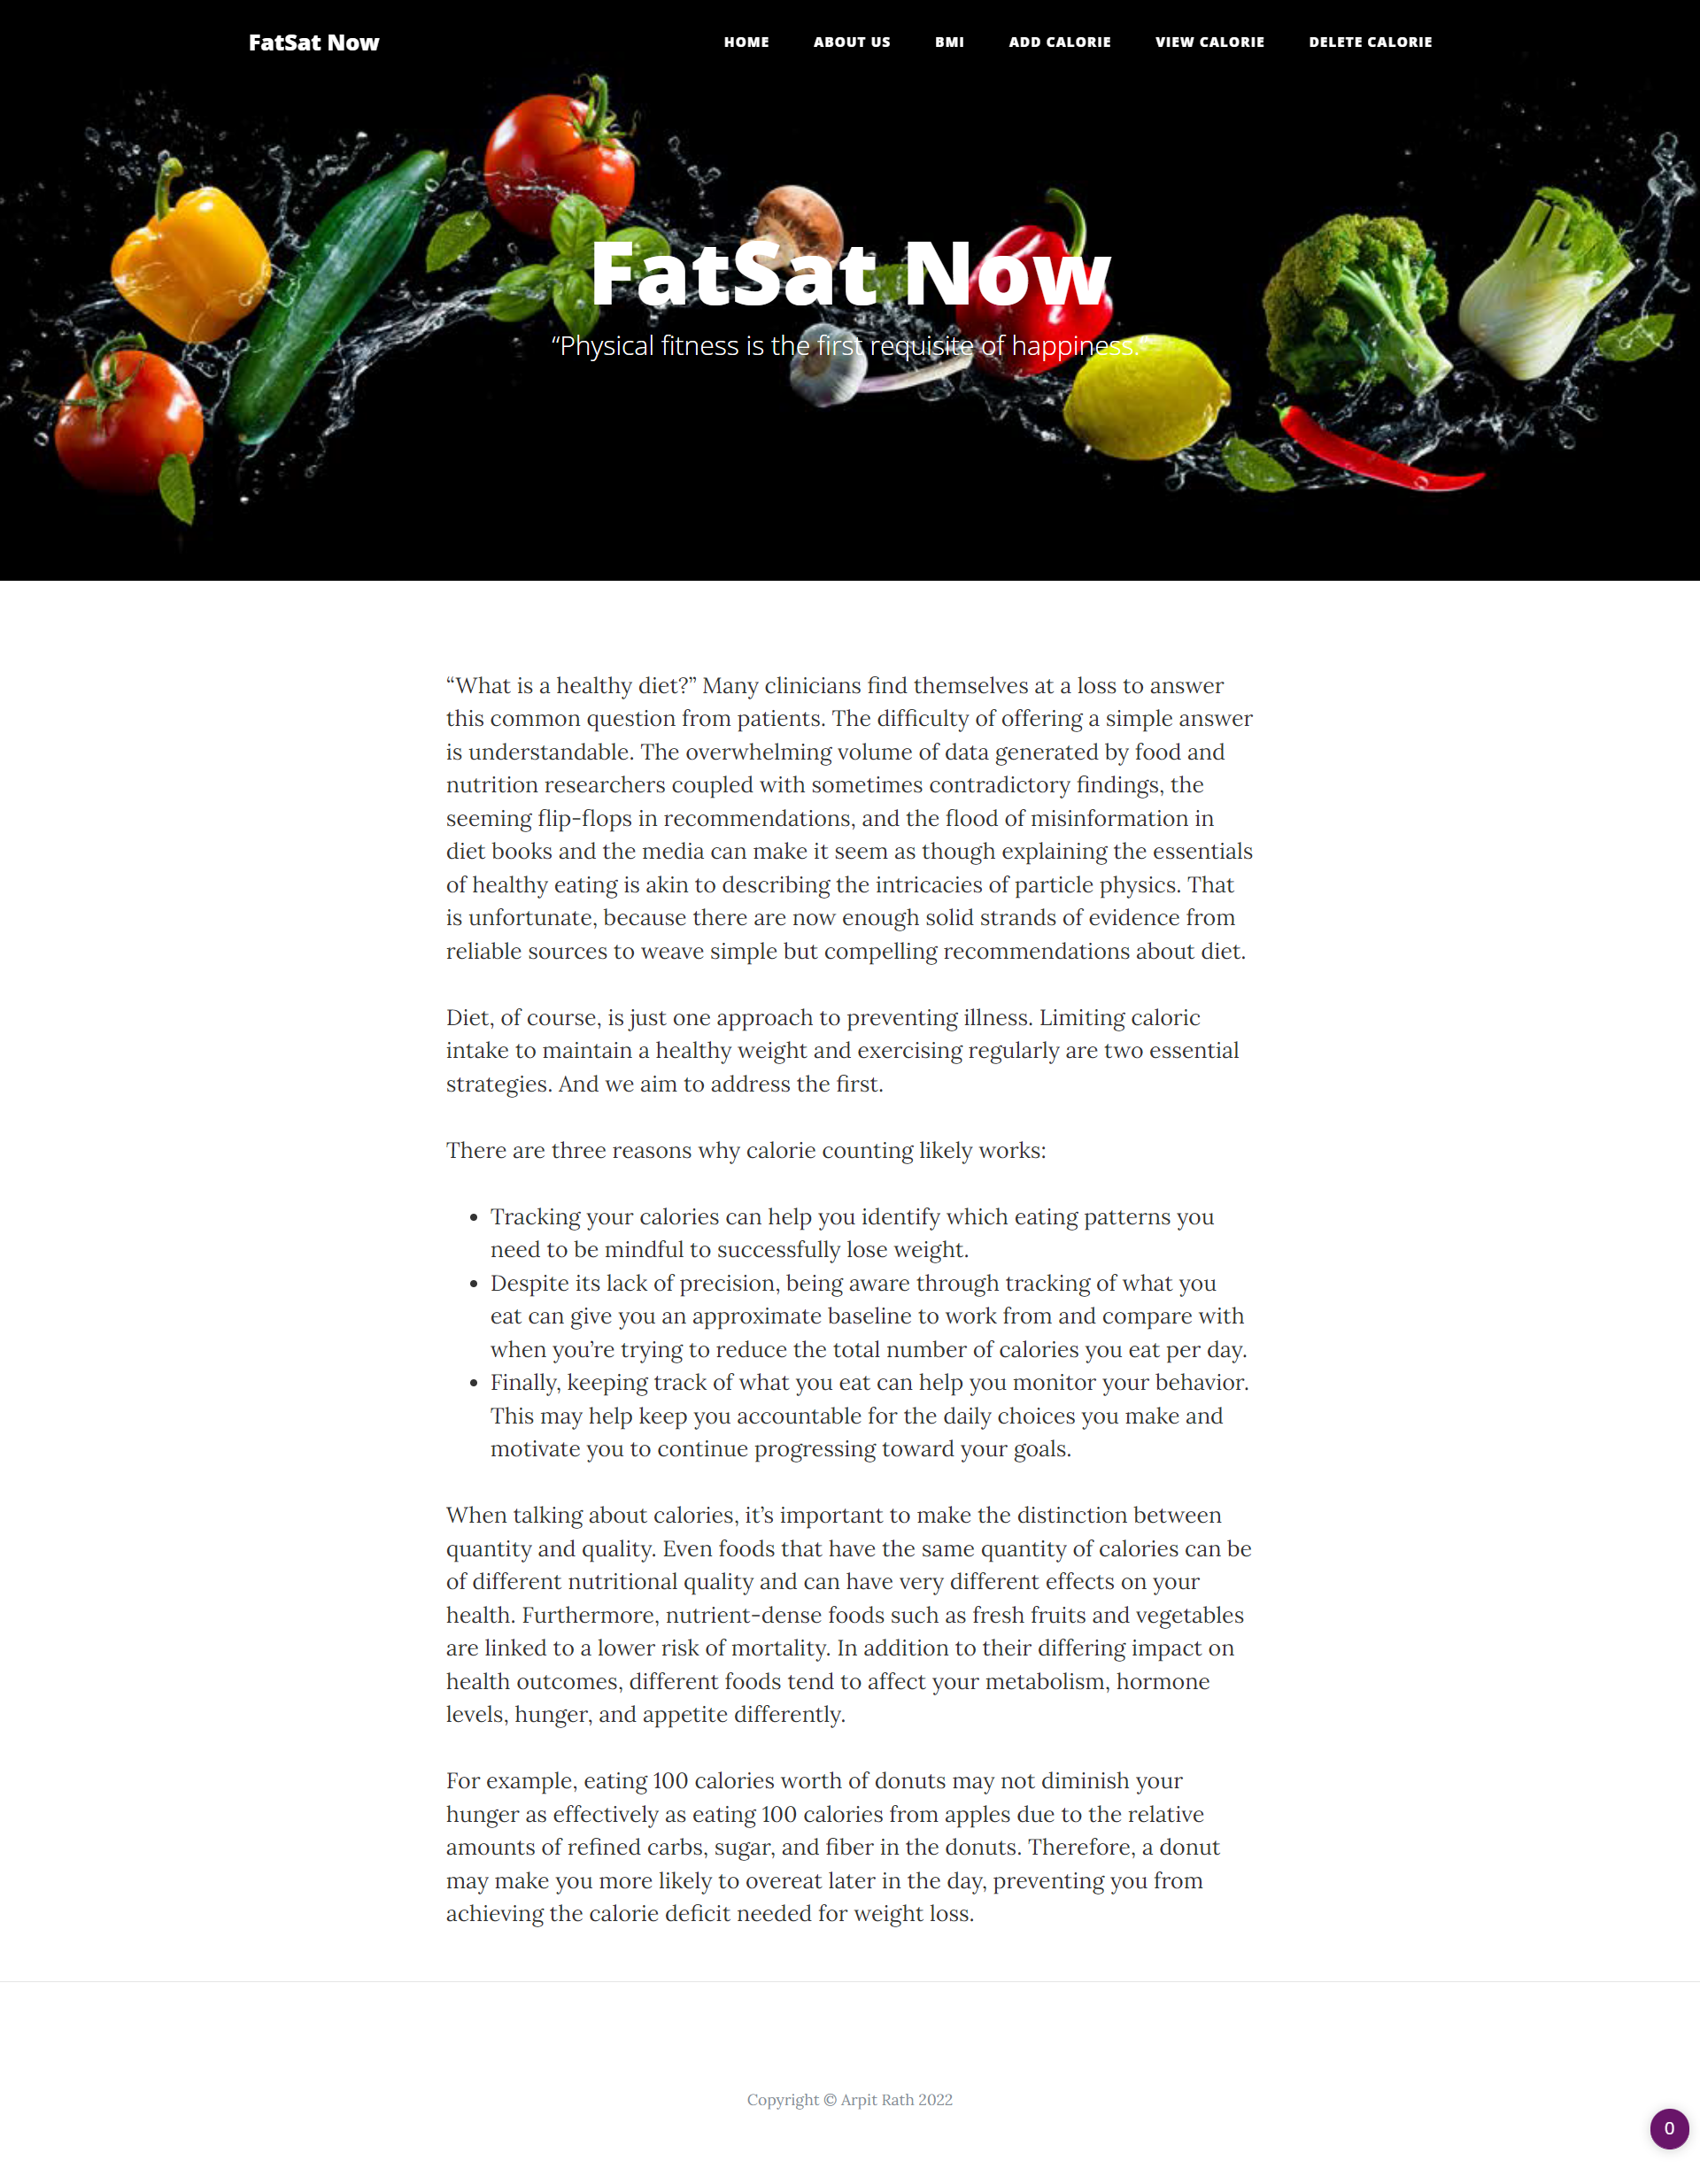 FatSat Now
HOME ABOUT US BMI ADD CALORIE VIEW CALORIE DELETE CALORIE
FatSat Now
“Physical fitness is the first requisite of happiness.”
“What is a healthy diet?” Many clinicians find themselves at a loss to answer
this common question from patients. The difficulty of offering a simple answer
is understandable. The overwhelming volume of data generated by food and
nutrition researchers coupled with sometimes contradictory findings, the
seeming flip-flops in recommendations, and the flood of misinformation in
diet books and the media can make it seem as though explaining the essentials
of healthy eating is akin to describing the intricacies of particle physics. That
is unfortunate, because there are now enough solid strands of evidence from
reliable sources to weave simple but compelling recommendations about diet.
Diet, of course, is just one approach to preventing illness. Limiting caloric
intake to maintain a healthy weight and exercising regularly are two essential
strategies. And we aim to address the first.
There are three reasons why calorie counting likely works:
• Tracking your calories can help you identify which eating patterns you
need to be mindful to successfully lose weight.
• Despite its lack of precision, being aware through tracking of what you
eat can give you an approximate baseline to work from and compare with
when you’re trying to reduce the total number of calories you eat per day.
• Finally, keeping track of what you eat can help you monitor your behavior.
This may help keep you accountable for the daily choices you make and
motivate you to continue progressing toward your goals.
When talking about calories, it’s important to make the distinction between
quantity and quality. Even foods that have the same quantity of calories can be
of different nutritional quality and can have very different effects on your
health. Furthermore, nutrient-dense foods such as fresh fruits and vegetables
are linked to a lower risk of mortality. In addition to their differing impact on
health outcomes, different foods tend to affect your metabolism, hormone
levels, hunger, and appetite differently.
For example, eating 100 calories worth of donuts may not diminish your
hunger as effectively as eating 100 calories from apples due to the relative
amounts of refined carbs, sugar, and fiber in the donuts. Therefore, a donut
may make you more likely to overeat later in the day, preventing you from
achieving the calorie deficit needed for weight loss.
Copyright © Arpit Rath 2022
0